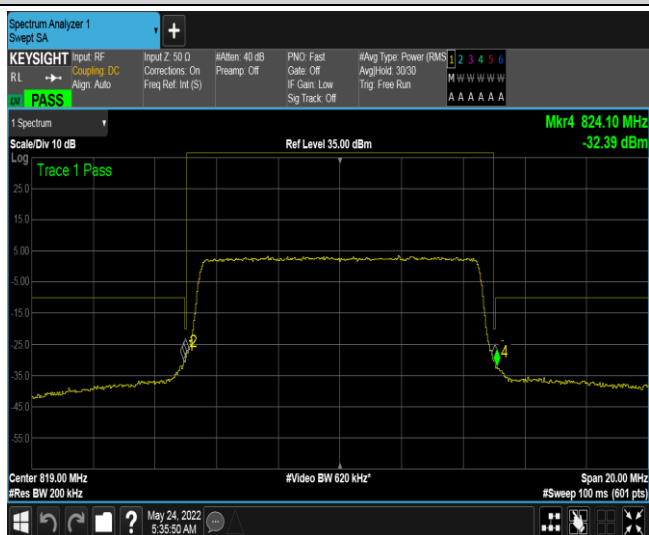 Spectrum Analyzer 1
Swept SA
+
KEYSIGHT
RL
PASS
Input: RF
Coupling: DC
Align: Auto
Input Z: 50 Ω
Corrections: On
Freq Ref: Int (S)
#Atten: 40 dB
Preamp: Off
PNO: Fast
Gate: Off
IF Gain: Low
Sig Track: Off
#Avg Type: Power (RMS
Avg|Hold: 30/30
Trig: Free Run
1 2 3 4 5 6
M W W W W W
A A A A A A
1 Spectrum
Mkr4 824.10 MHz
Scale/Div 10 dB
Ref Level 35.00 dBm
-32.39 dBm
Log
Trace 1 Pass
25.0
15.0
5.00
-5.00
-15.0
-25.0
-35.0
-45.0
-55.0
2
4
Center 819.00 MHz
#Video BW 620 kHz*
Span 20.00 MHz
#Res BW 200 kHz
#Sweep 100 ms (601 pts)
?
May 24, 2022
5:35:50 AM